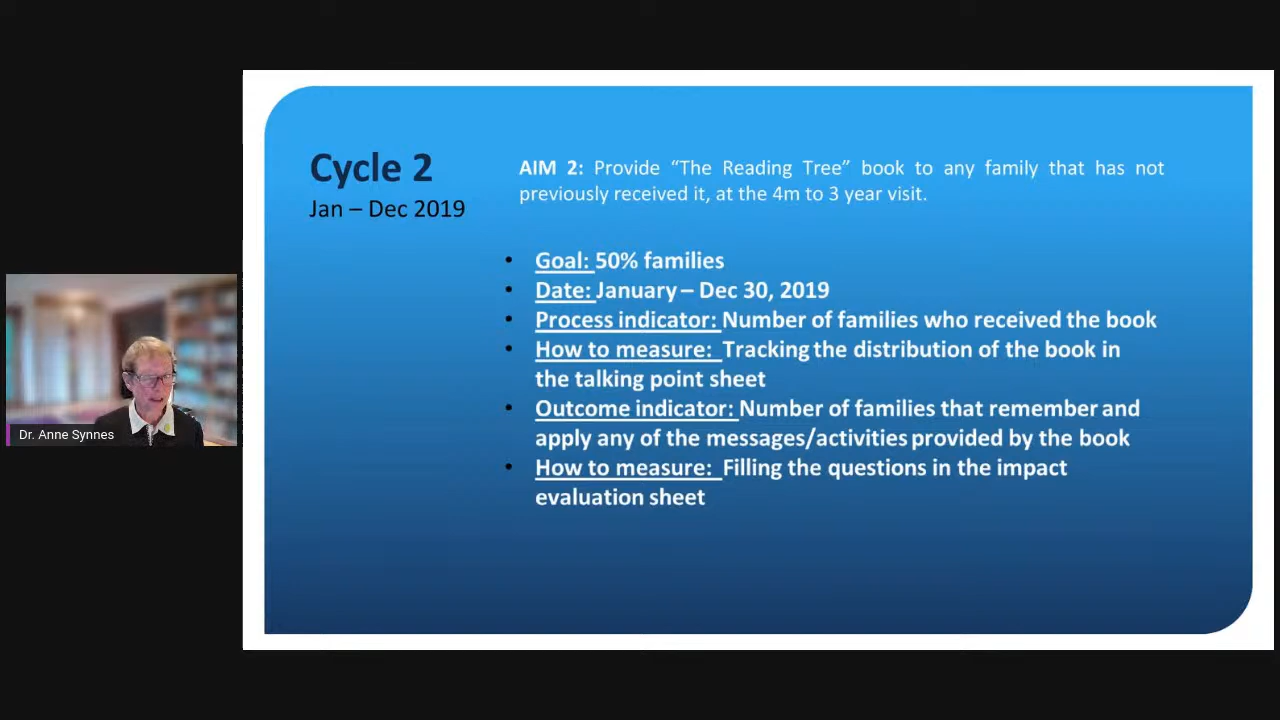 Cycle 2
Jan – Dec 2019
AIM 2: Provide “The Reading Tree” book to any family that has not
previously received it, at the 4m to 3 year visit.
• Goal: 50% families
• Date: January – Dec 30, 2019
• Process indicator: Number of families who received the book
• How to measure: Tracking the distribution of the book in
the talking point sheet
• Outcome indicator: Number of families that remember and
apply any of the messages/activities provided by the book
• How to measure: Filling the questions in the impact
evaluation sheet
Dr. Anne Synnes